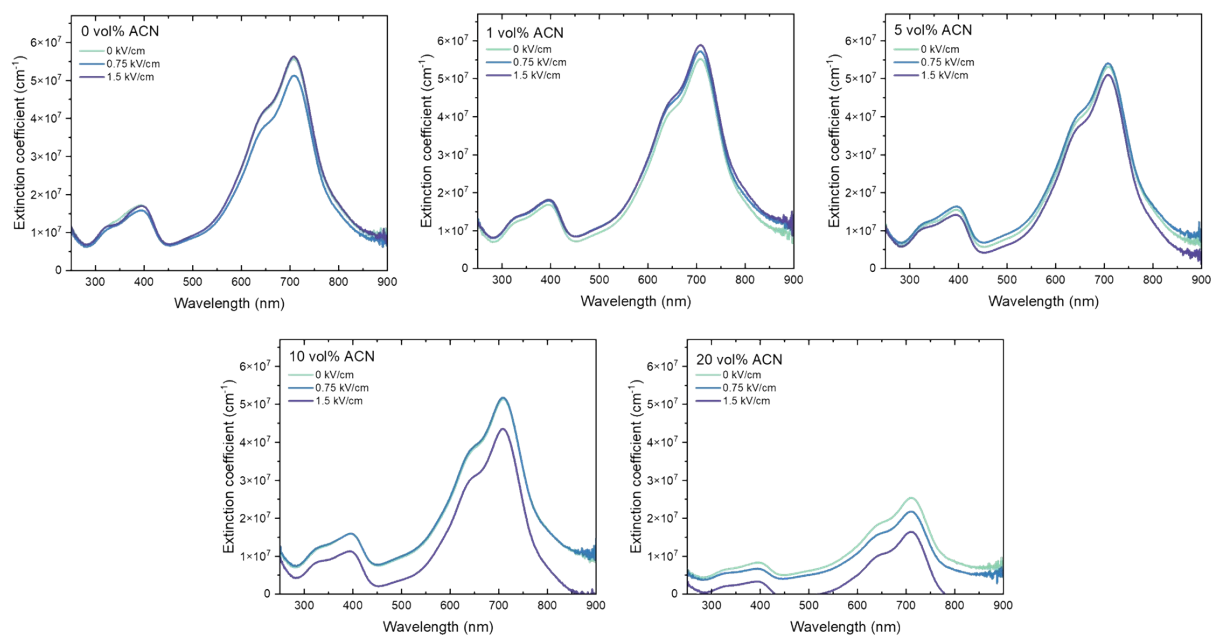 0 vol% ACN
0 kV/cm
0.75 kV/cm
1.5 kV/cm
6×10⁷
5×10⁷
4×10⁷
3×10⁷
2×10⁷
1×10⁷
0
Extinction coefficient (cm⁻¹)
300 400 500 600 700 800 900
Wavelength (nm)
1 vol% ACN
0 kV/cm
0.75 kV/cm
1.5 kV/cm
6×10⁷
5×10⁷
4×10⁷
3×10⁷
2×10⁷
1×10⁷
0
Extinction coefficient (cm⁻¹)
300 400 500 600 700 800 900
Wavelength (nm)
5 vol% ACN
0 kV/cm
0.75 kV/cm
1.5 kV/cm
6×10⁷
5×10⁷
4×10⁷
3×10⁷
2×10⁷
1×10⁷
0
Extinction coefficient (cm⁻¹)
300 400 500 600 700 800 900
Wavelength (nm)
10 vol% ACN
0 kV/cm
0.75 kV/cm
1.5 kV/cm
6×10⁷
5×10⁷
4×10⁷
3×10⁷
2×10⁷
1×10⁷
0
Extinction coefficient (cm⁻¹)
300 400 500 600 700 800 900
Wavelength (nm)
20 vol% ACN
0 kV/cm
0.75 kV/cm
1.5 kV/cm
6×10⁷
5×10⁷
4×10⁷
3×10⁷
2×10⁷
1×10⁷
0
Extinction coefficient (cm⁻¹)
300 400 500 600 700 800 900
Wavelength (nm)